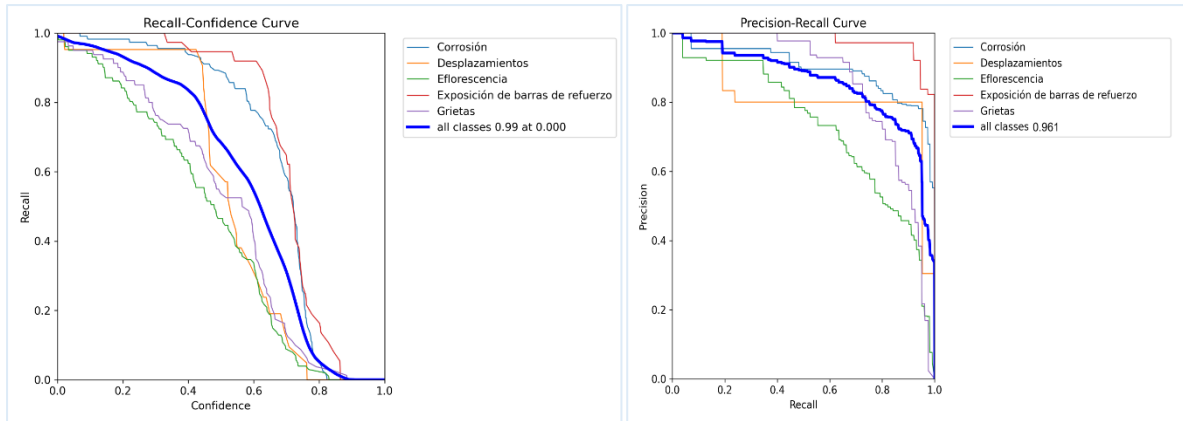 Recall-Confidence Curve
1.0
0.8
0.6
0.4
0.2
0.0
Recall
0.0 0.2 0.4 0.6 0.8 1.0
Confidence
Corrosión
Desplazamientos
Eflorescencia
Exposición de barras de refuerzo
Grietas
all classes 0.99 at 0.000
Precision-Recall Curve
1.0
0.8
0.6
0.4
0.2
0.0
Precision
0.0 0.2 0.4 0.6 0.8 1.0
Recall
Corrosión
Desplazamientos
Eflorescencia
Exposición de barras de refuerzo
Grietas
all classes 0.961